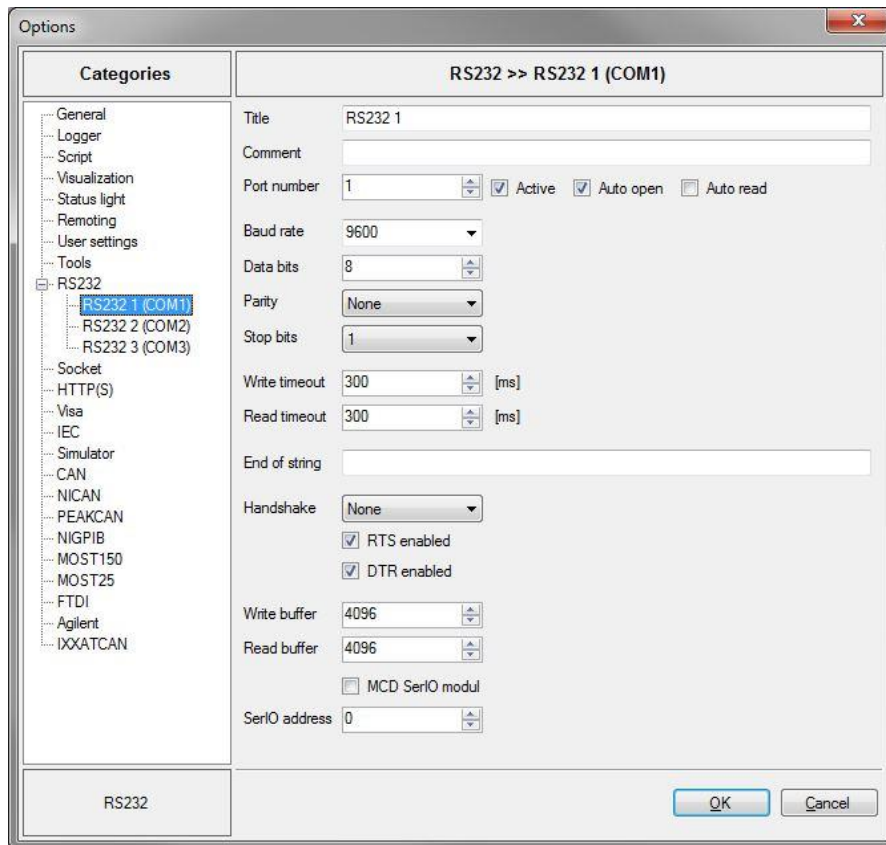 Options
Categories
General
Logger
Script
Visualization
Status light
Remoting
User settings
Tools
RS232
RS232 1 (COM1)
RS232 2 (COM2)
RS232 3 (COM3)
Socket
HTTP(S)
Visa
IEC
Simulator
CAN
NICAN
PEAKCAN
NIGPIB
MOST150
MOST25
FTDI
Agilent
IXXATCAN
RS232
RS232 >> RS232 1 (COM1)
Title RS232 1
Comment
Port number 1 Active Auto open Auto read
Baud rate 9600
Data bits 8
Parity None
Stop bits 1
Write timeout 300 [ms]
Read timeout 300 [ms]
End of string
Handshake None
RTS enabled
DTR enabled
Write buffer 4096
Read buffer 4096
MCD SerIO modul
SerIO address 0
OK Cancel